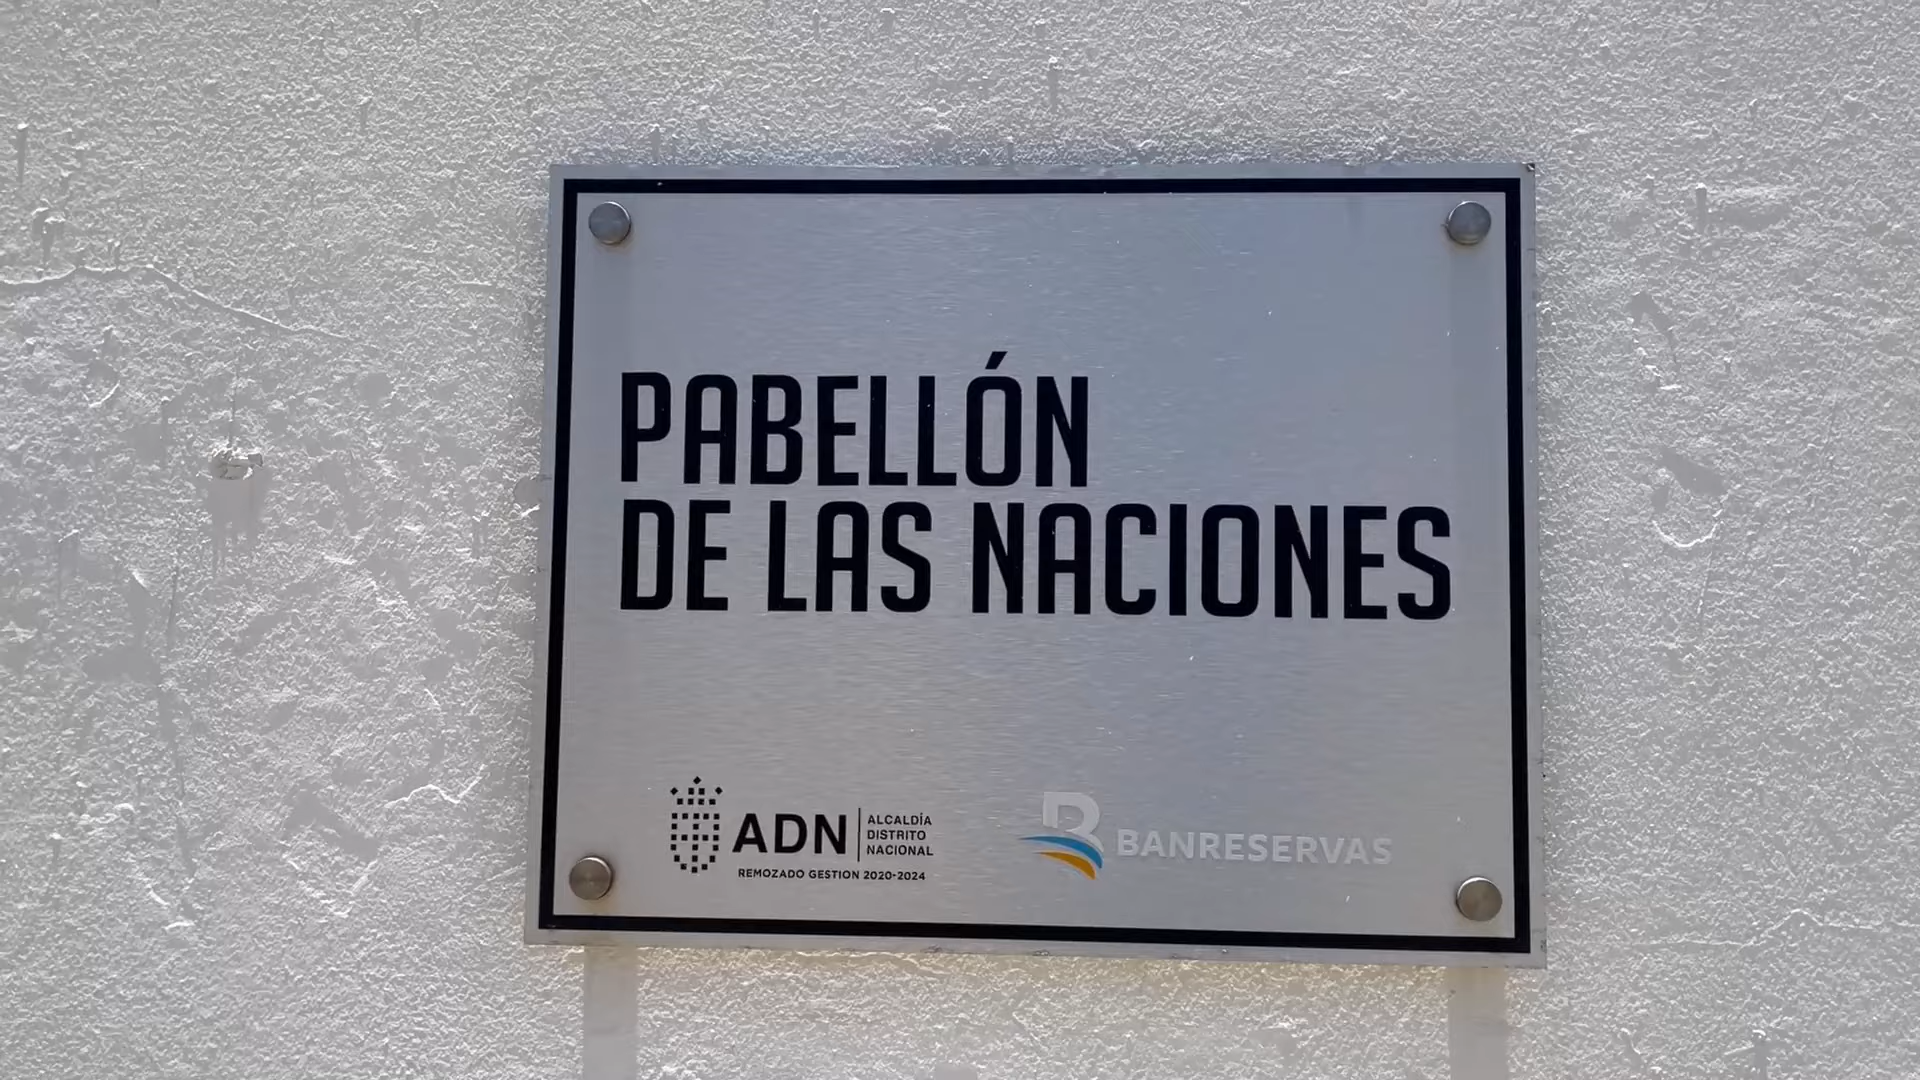 PABELLÓN
DE LAS NACIONES
ADN
ALCALDÍA
DISTRITO
NACIONAL
REMOZADO GESTION 2020-2024
B BANRESERVAS